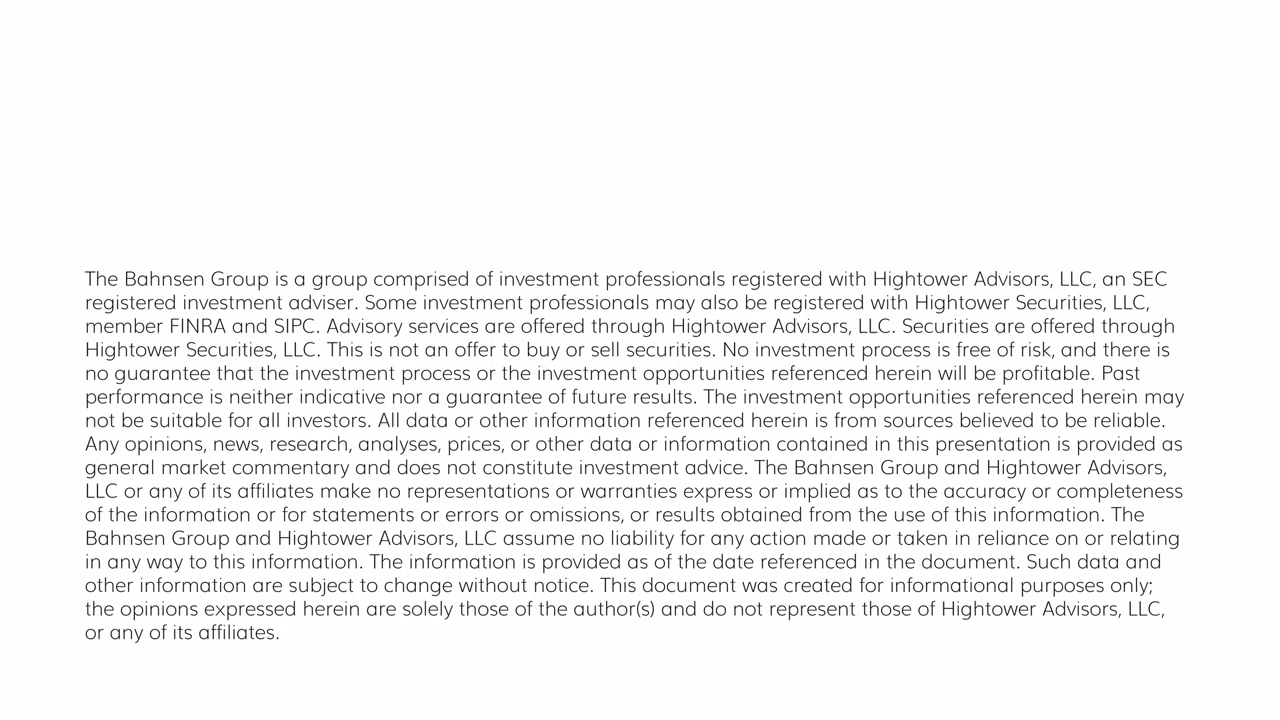 The Bahnsen Group is a group comprised of investment professionals registered with Hightower Advisors, LLC, an SEC
registered investment adviser. Some investment professionals may also be registered with Hightower Securities, LLC,
member FINRA and SIPC. Advisory services are offered through Hightower Advisors, LLC. Securities are offered through
Hightower Securities, LLC. This is not an offer to buy or sell securities. No investment process is free of risk, and there is
no guarantee that the investment process or the investment opportunities referenced herein will be profitable. Past
performance is neither indicative nor a guarantee of future results. The investment opportunities referenced herein may
not be suitable for all investors. All data or other information referenced herein is from sources believed to be reliable.
Any opinions, news, research, analyses, prices, or other data or information contained in this presentation is provided as
general market commentary and does not constitute investment advice. The Bahnsen Group and Hightower Advisors,
LLC or any of its affiliates make no representations or warranties express or implied as to the accuracy or completeness
of the information or for statements or errors or omissions, or results obtained from the use of this information. The
Bahnsen Group and Hightower Advisors, LLC assume no liability for any action made or taken in reliance on or relating
in any way to this information. The information is provided as of the date referenced in the document. Such data and
other information are subject to change without notice. This document was created for informational purposes only;
the opinions expressed herein are solely those of the author(s) and do not represent those of Hightower Advisors, LLC,
or any of its affiliates.